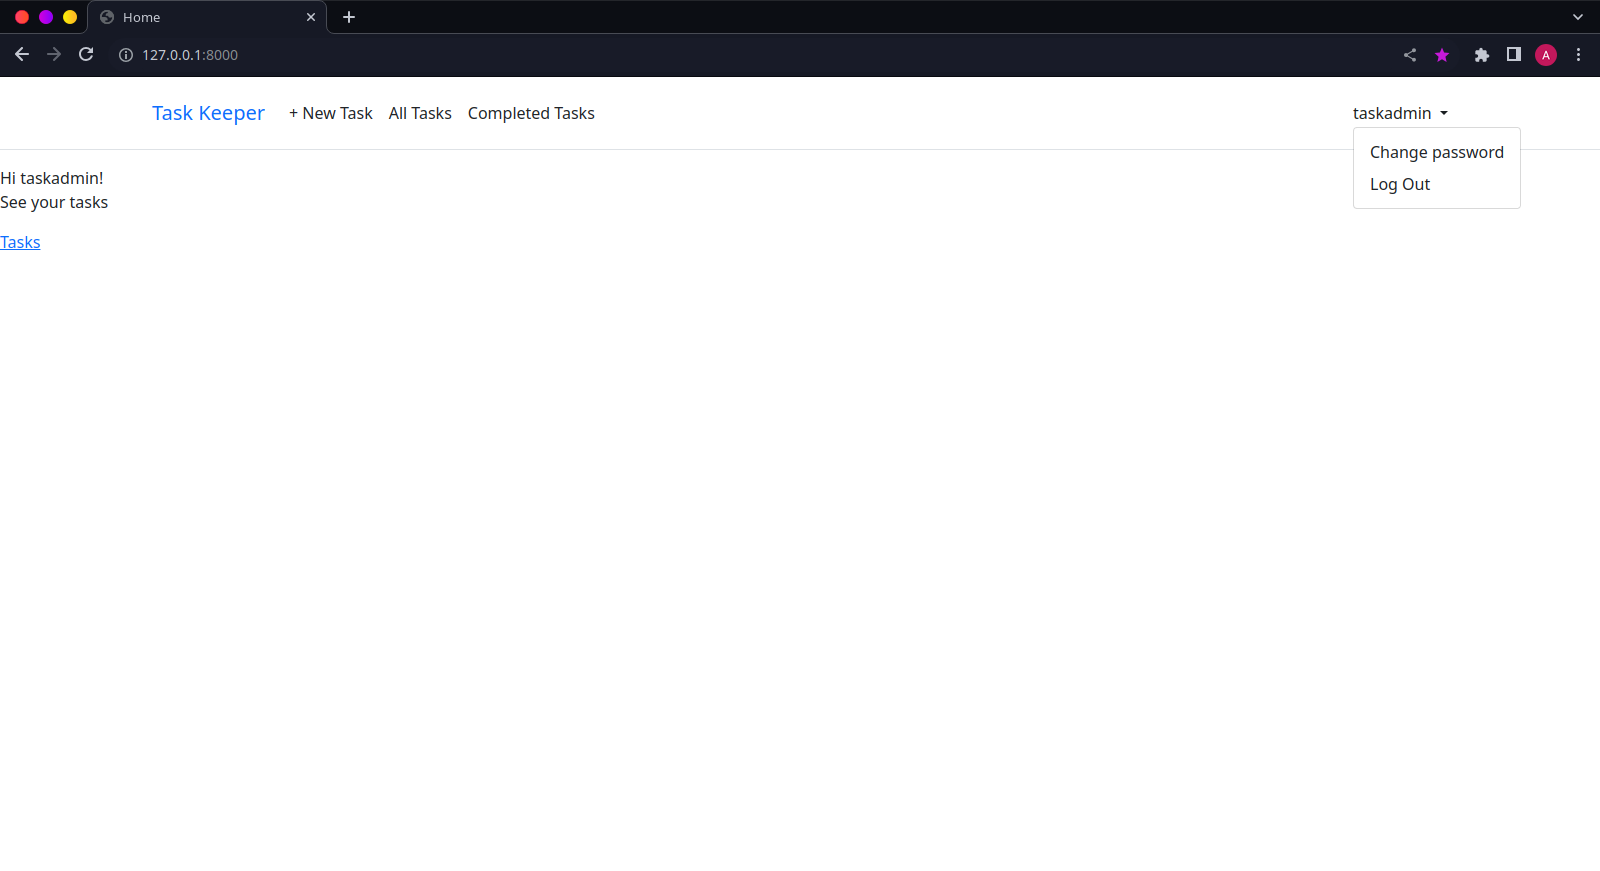 Home
127.0.0.1:8000
A
Task Keeper + New Task All Tasks Completed Tasks taskadmin
Change password
Log Out
Hi taskadmin!
See your tasks
Tasks